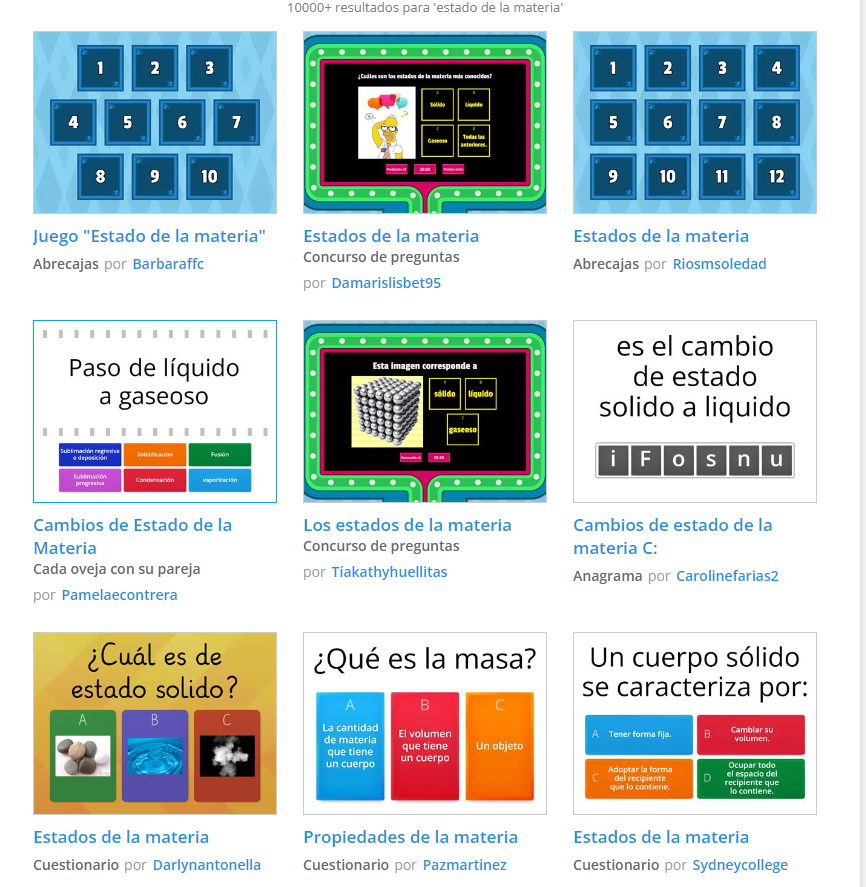 10000+ resultados para 'estado de la materia'
1
2
3
4
5
6
7
8
9
10
Juego "Estado de la materia"
Abrecajas por Barbaraffc
¿Cuáles son los estados de la materia más conocidos?
A
Sólido
B
Líquido
C
Gaseoso
D
Todas las
anteriores.
50:50
Estados de la materia
Concurso de preguntas
por Damarislisbet95
1
2
3
4
5
6
7
8
9
10
11
12
Estados de la materia
Abrecajas por Riosmsoledad
Paso de líquido
a gaseoso
Sublimación regresiva
o deposición
Solidificación
Fusión
Sublimación
progresiva
Condensación
vaporización
Cambios de Estado de la
Materia
Cada oveja con su pareja
por Pamelaecontrera
Esta imagen corresponde a
sólido
líquido
gaseoso
50:50
Los estados de la materia
Concurso de preguntas
por Tíakathyhuellitas
es el cambio
de estado
solido a liquido
i F o s n u
Cambios de estado de la
materia C:
Anagrama por Carolinefarias2
¿Cuál es de
estado solido?
A
B
C
Estados de la materia
Cuestionario por Darlynantonella
¿Qué es la masa?
A
La cantidad
de materia
que tiene
un cuerpo
B
El volumen
que tiene
un cuerpo
C
Un objeto
Propiedades de la materia
Cuestionario por Pazmartinez
Un cuerpo sólido
se caracteriza por:
A Tener forma fija.
B Cambiar su
volumen.
C Adoptar la forma
del recipiente
que lo contiene.
D Ocupar todo
el espacio del
recipiente que
lo contiene.
Estados de la materia
Cuestionario por Sydneycollege